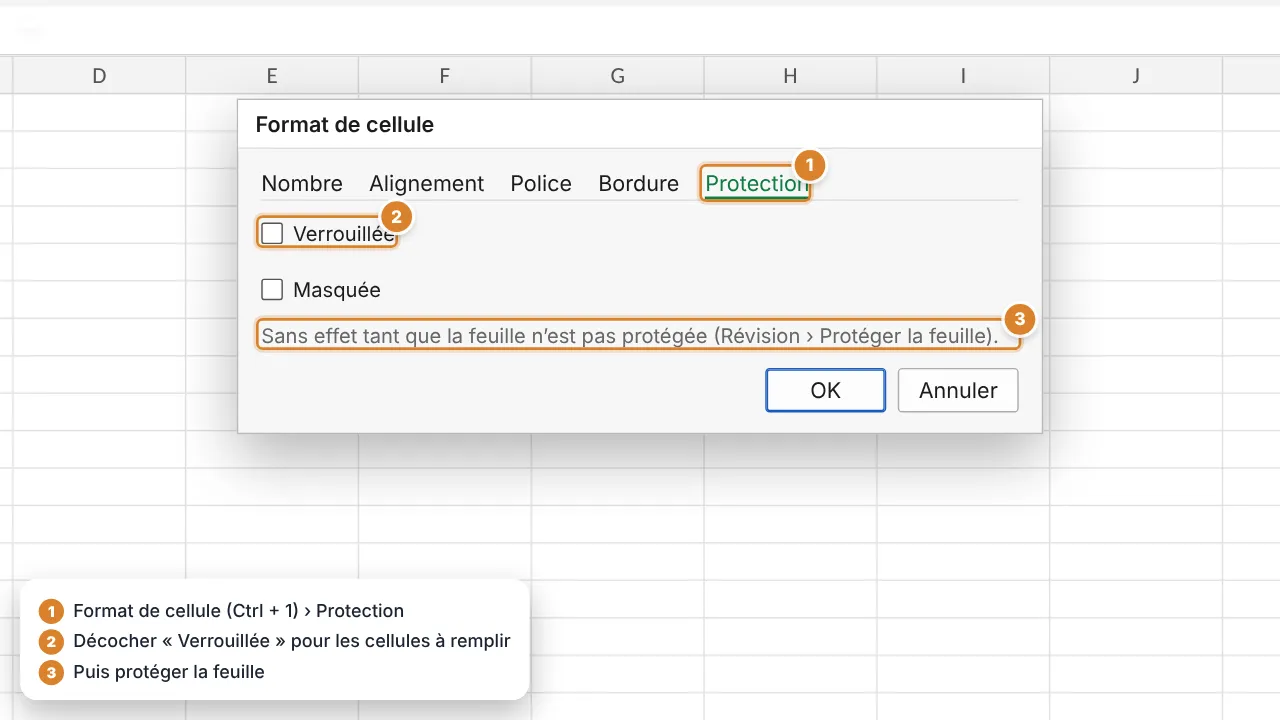 D E F G H I J
Format de cellule
Nombre Alignement Police Bordure Protection 1
Verrouillée 2
Masquée
Sans effet tant que la feuille n’est pas protégée (Révision › Protéger la feuille). 3
OK Annuler
1 Format de cellule (Ctrl + 1) › Protection
2 Décocher « Verrouillée » pour les cellules à remplir
3 Puis protéger la feuille